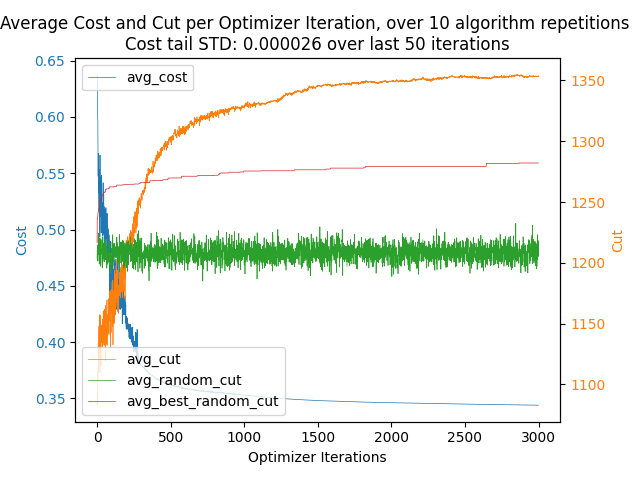 Average Cost and Cut per Optimizer Iteration, over 10 algorithm repetitions
Cost tail STD: 0.000026 over last 50 iterations
0.65
0.60
0.55
0.50
0.45
0.40
0.35
Cost
avg_cost
avg_cut
avg_random_cut
avg_best_random_cut
1350
1300
1250
1200
1150
1100
Cut
0 500 1000 1500 2000 2500 3000
Optimizer Iterations